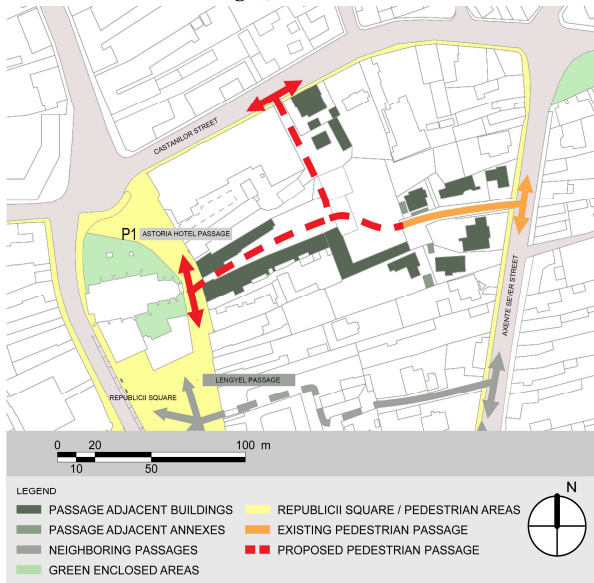 CASTANILOR STREET
P1 ASTORIA HOTEL PASSAGE
AXENTE SEVER STREET
LENGYEL PASSAGE
REPUBLICII SQUARE
0 20 100 m
10 50
N
LEGEND
PASSAGE ADJACENT BUILDINGS
PASSAGE ADJACENT ANNEXES
NEIGHBORING PASSAGES
GREEN ENCLOSED AREAS
REPUBLICII SQUARE / PEDESTRIAN AREAS
EXISTING PEDESTRIAN PASSAGE
PROPOSED PEDESTRIAN PASSAGE